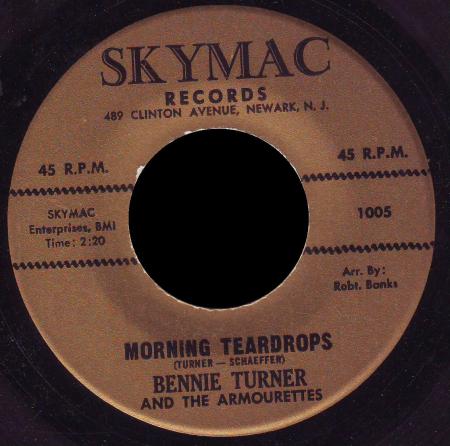 SKYMAC
RECORDS
489 CLINTON AVENUE, NEWARK, N. J.
45 R.P.M.
45 R.P.M.
SKYMAC
Enterprises, BMI
Time: 2:20
1005
Arr. By:
Robt. Banks
MORNING TEARDROPS
(TURNER — SCHAEFFER)
BENNIE TURNER
AND THE ARMOURETTES